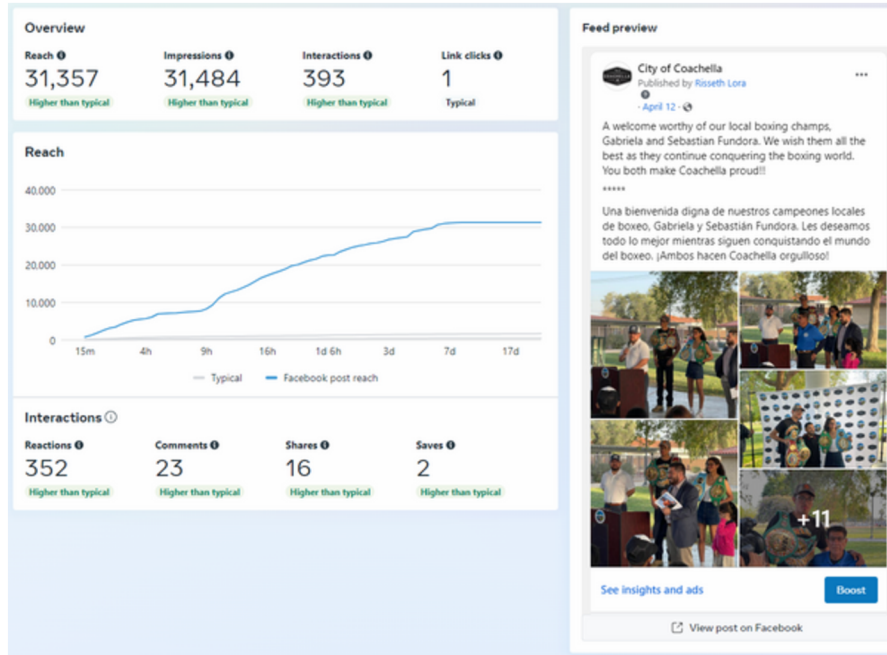 Overview
Reach
Impressions
Interactions
Link clicks
31,357
31,484
393
1
Higher than typical
Higher than typical
Higher than typical
Typical
Reach
40.000
30.000
20.000
10.000
0
15m
4h
9h
16h
1d 6h
3d
7d
17d
Typical
Facebook post reach
Interactions
Reactions
Comments
Shares
Saves
352
23
16
2
Higher than typical
Higher than typical
Higher than typical
Higher than typical
Feed preview
City of Coachella
Published by Risseth Lora
· April 12 ·
A welcome worthy of our local boxing champs,
Gabriela and Sebastian Fundora. We wish them all the
best as they continue conquering the boxing world.
You both make Coachella proud!!
*****
Una bienvenida digna de nuestros campeones locales
de boxeo, Gabriela y Sebastián Fundora. Les deseamos
todo lo mejor mientras siguen conquistando el mundo
del boxeo. ¡Ambos hacen Coachella orgulloso!
+11
See insights and ads
Boost
View post on Facebook